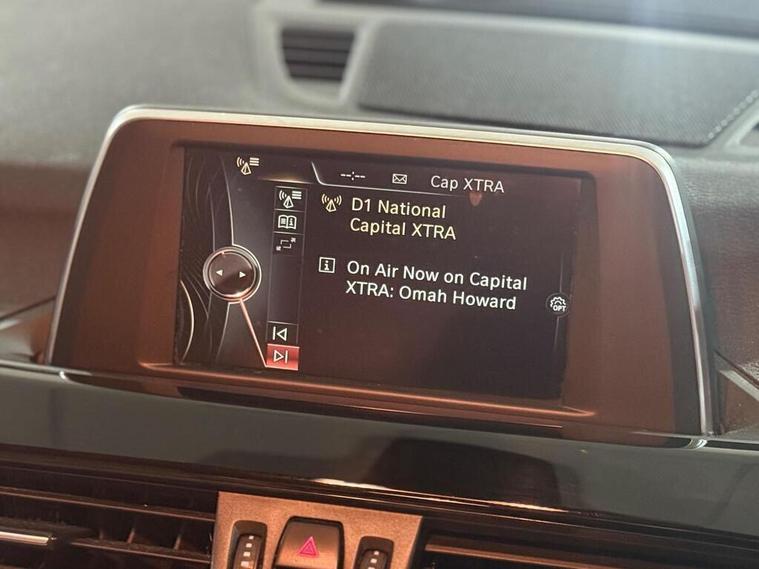 --:--
Cap XTRA
D1 National
Capital XTRA
On Air Now on Capital
XTRA: Omah Howard
OPT